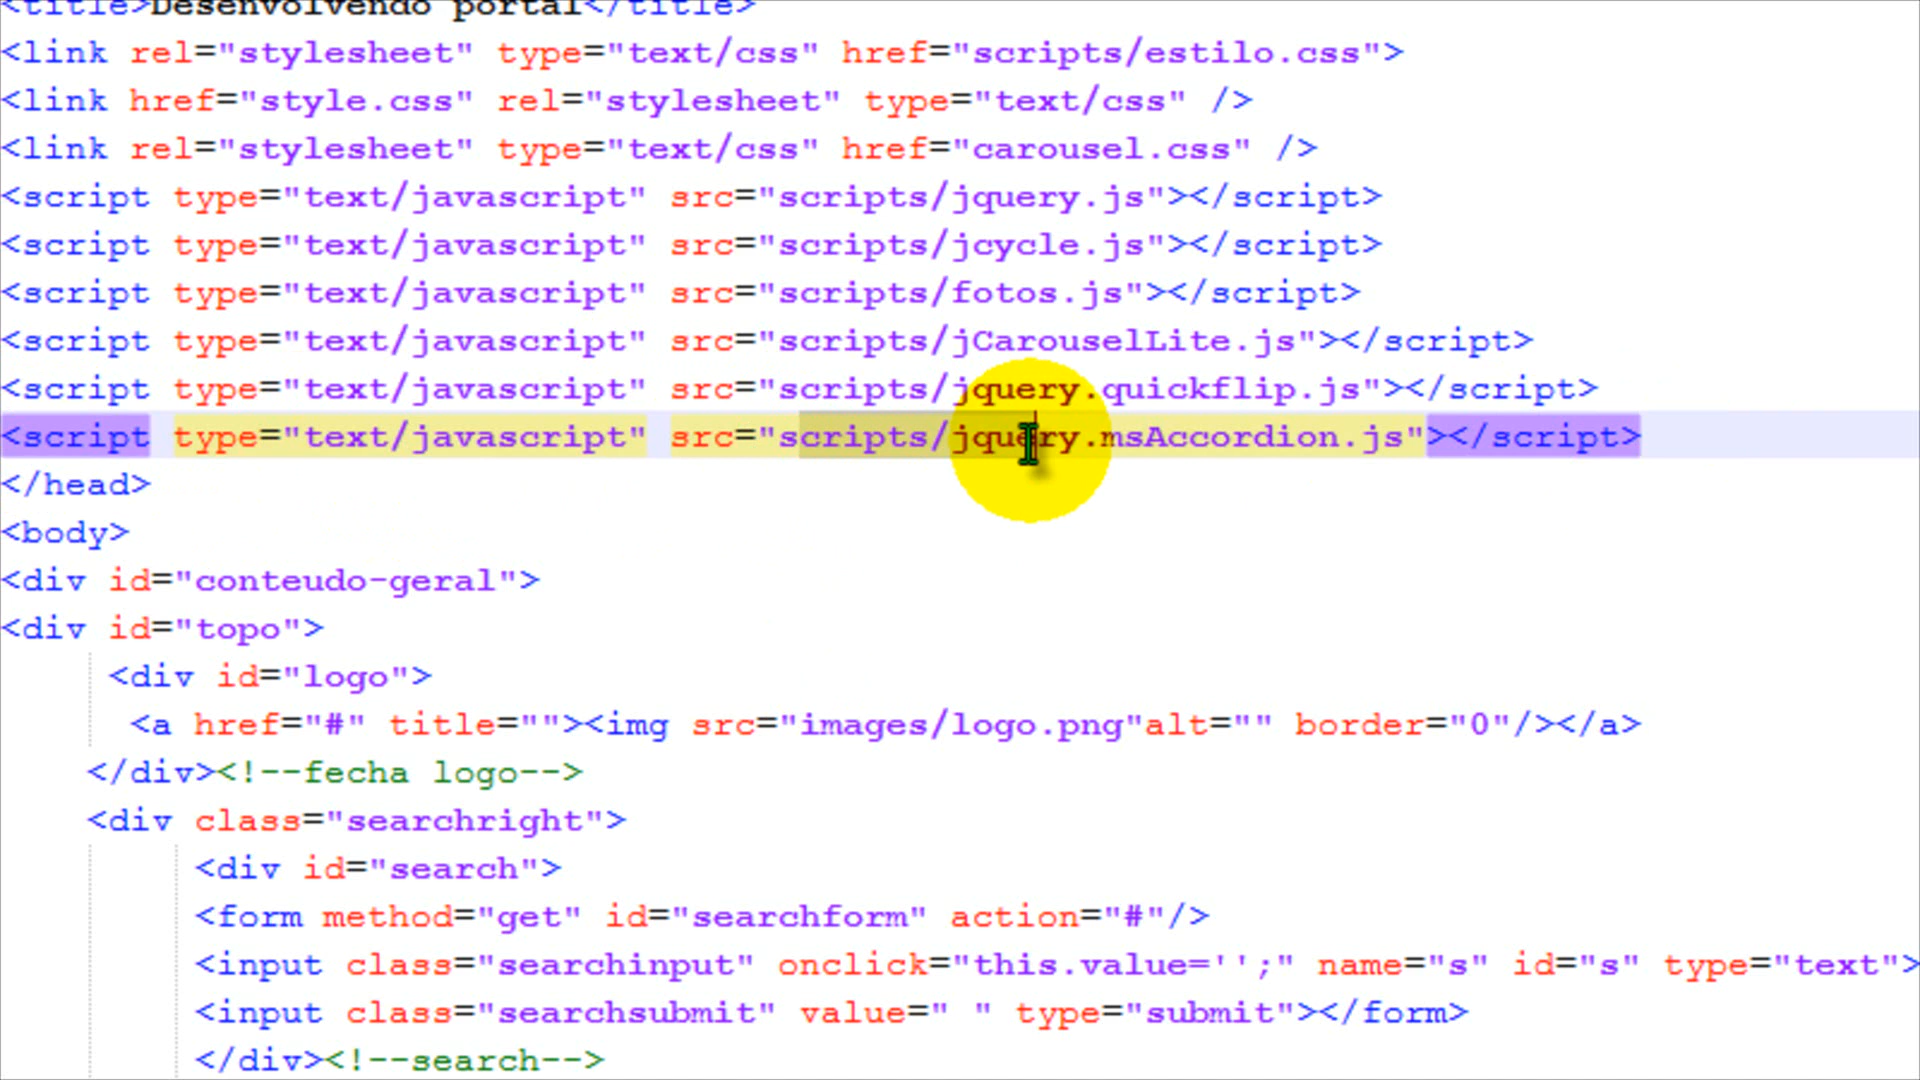 <title>Desenvolvendo portal</title>
<link rel="stylesheet" type="text/css" href="scripts/estilo.css">
<link href="style.css" rel="stylesheet" type="text/css" />
<link rel="stylesheet" type="text/css" href="carousel.css" />
<script type="text/javascript" src="scripts/jquery.js"></script>
<script type="text/javascript" src="scripts/jcycle.js"></script>
<script type="text/javascript" src="scripts/fotos.js"></script>
<script type="text/javascript" src="scripts/jCarouselLite.js"></script>
<script type="text/javascript" src="scripts/jquery.quickflip.js"></script>
<script type="text/javascript" src="scripts/jquery.msAccordion.js"></script>
</head>
<body>
<div id="conteudo-geral">
<div id="topo">
<div id="logo">
<a href="#" title=""><img src="images/logo.png"alt="" border="0"/></a>
</div><!--fecha logo-->
<div class="searchright">
<div id="search">
<form method="get" id="searchform" action="#"/>
<input class="searchinput" onclick="this.value='';" name="s" id="s" type="text">
<input class="searchsubmit" value=" " type="submit"></form>
</div><!--search-->